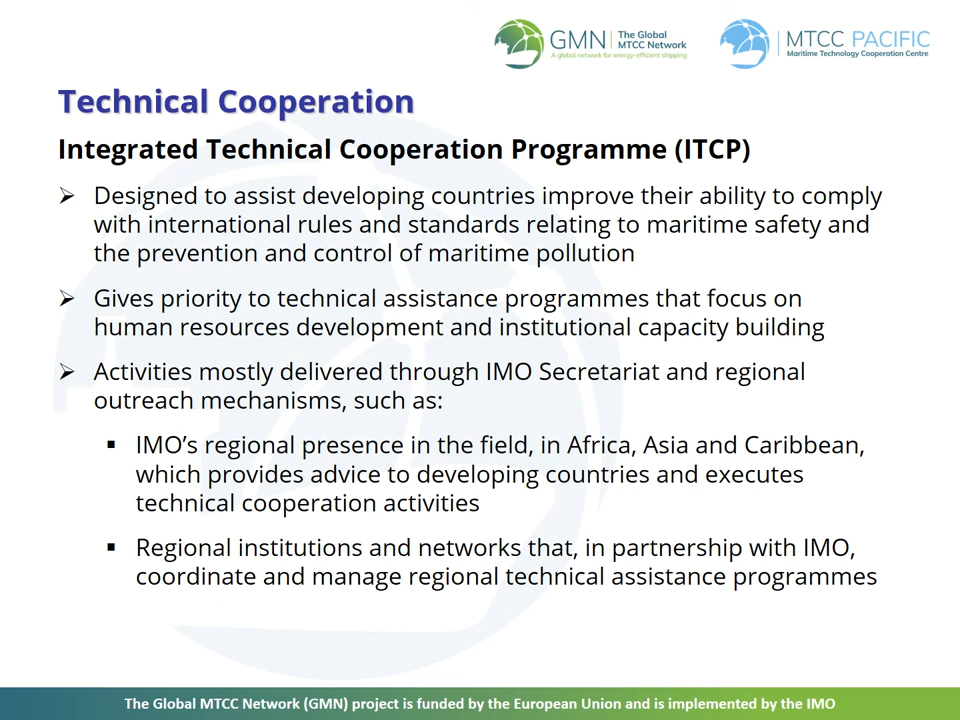 GMN
The Global
MTCC Network
A global network for energy-efficient shipping
MTCC PACIFIC
Maritime Technology Cooperation Centre
Technical Cooperation
Integrated Technical Cooperation Programme (ITCP)
➢ Designed to assist developing countries improve their ability to comply
with international rules and standards relating to maritime safety and
the prevention and control of maritime pollution
➢ Gives priority to technical assistance programmes that focus on
human resources development and institutional capacity building
➢ Activities mostly delivered through IMO Secretariat and regional
outreach mechanisms, such as:
▪ IMO’s regional presence in the field, in Africa, Asia and Caribbean,
which provides advice to developing countries and executes
technical cooperation activities
▪ Regional institutions and networks that, in partnership with IMO,
coordinate and manage regional technical assistance programmes
The Global MTCC Network (GMN) project is funded by the European Union and is implemented by the IMO